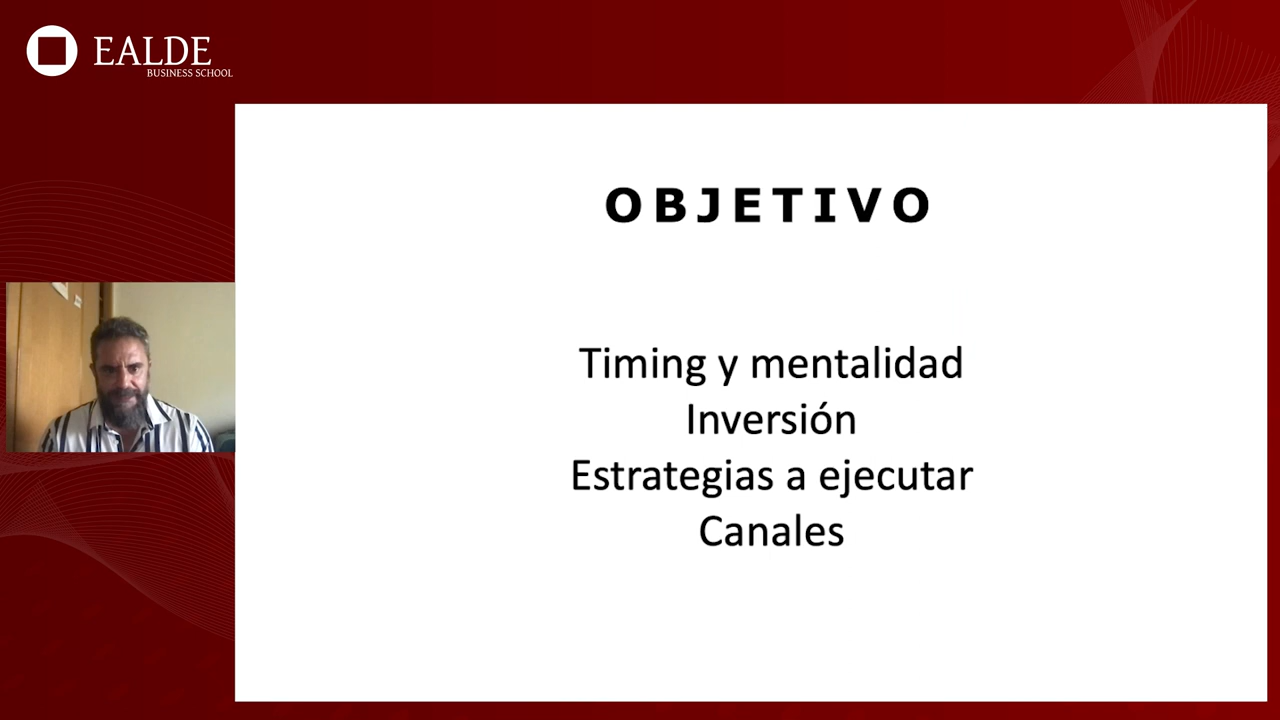 EALDE
BUSINESS SCHOOL
OBJETIVO
Timing y mentalidad
Inversión
Estrategias a ejecutar
Canales